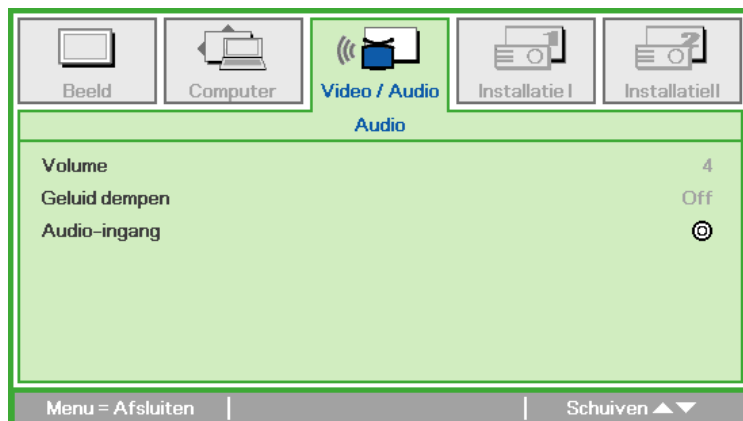 Beeld Computer Video / Audio Installatie I InstallatieII
Audio
Volume 4
Geluid dempen Off
Audio-ingang
Menu = Afsluiten Schuiven ▲▼